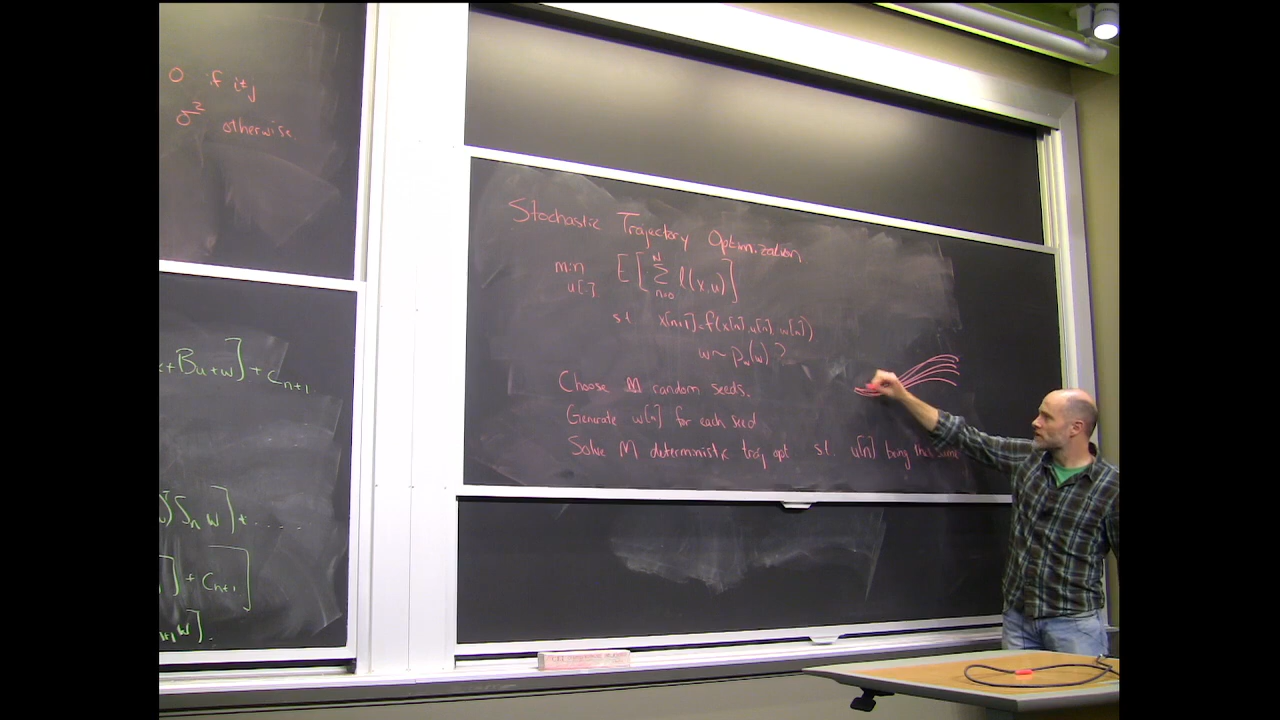 0 if i≠j
σ² otherwise.
+ Bu + w] + C_{n+1}
S_n w] + .....
] + C_{n+1}]
w].
Stochastic Trajectory Optimization
min E[ Σ l(x,u) ]
u[·] n=0 N
s.t. x[n+1] = f(x[n], u[n], w[n])
w ~ p_w(w) ?
Choose M random seeds.
Generate w[n] for each seed
Solve M deterministic traj opt s.t. u[n] being the same